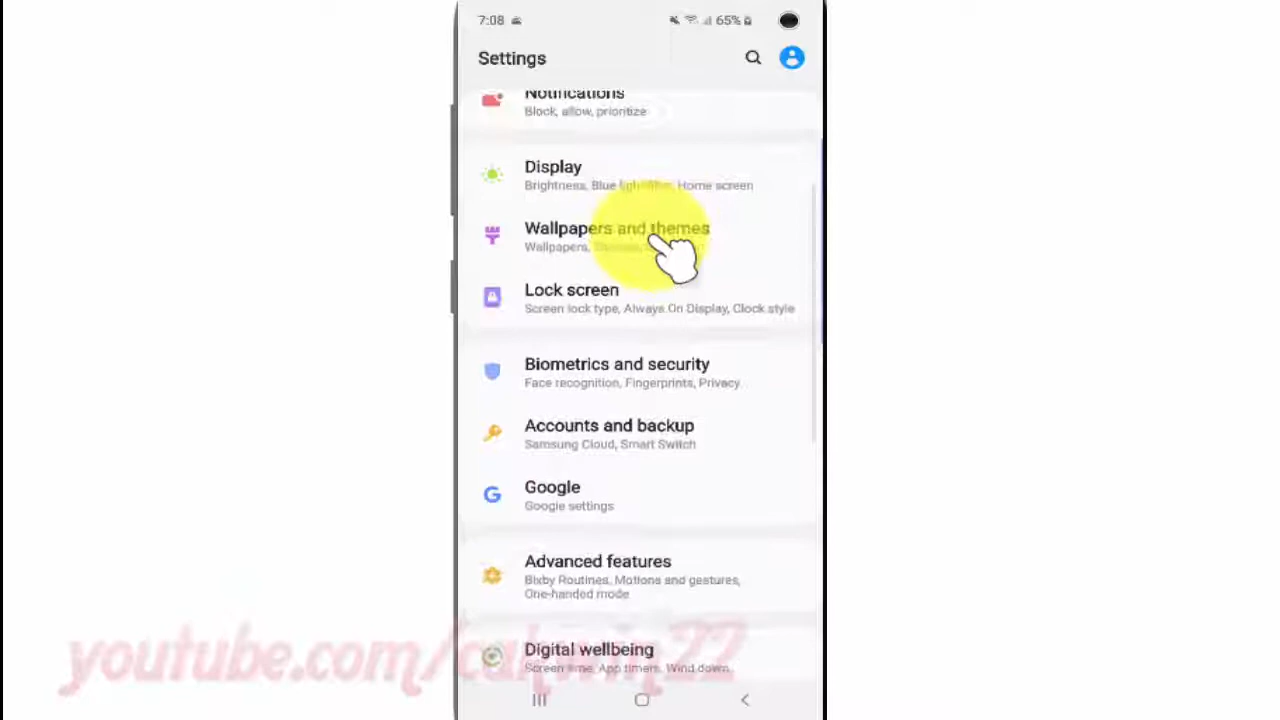 7:08
65%
Settings
Notifications
Block, allow, prioritize
Display
Brightness, Blue light filter, Home screen
Wallpapers and themes
Wallpapers,
Lock screen
Screen lock type, Always On Display, Clock style
Biometrics and security
Face recognition, Fingerprints, Privacy
Accounts and backup
Samsung Cloud, Smart Switch
Google
Google settings
Advanced features
Bixby Routines, Motions and gestures,
One-handed mode
Digital wellbeing
Screen time, App timers, Wind down
youtube.com/